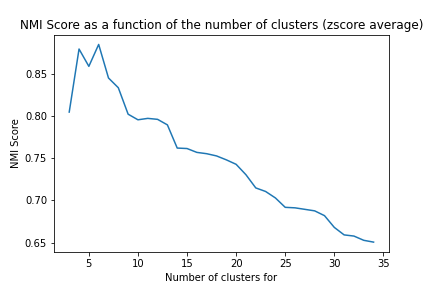 NMI Score as a function of the number of clusters (zscore average)
NMI Score
0.85
0.80
0.75
0.70
0.65
5 10 15 20 25 30 35
Number of clusters for